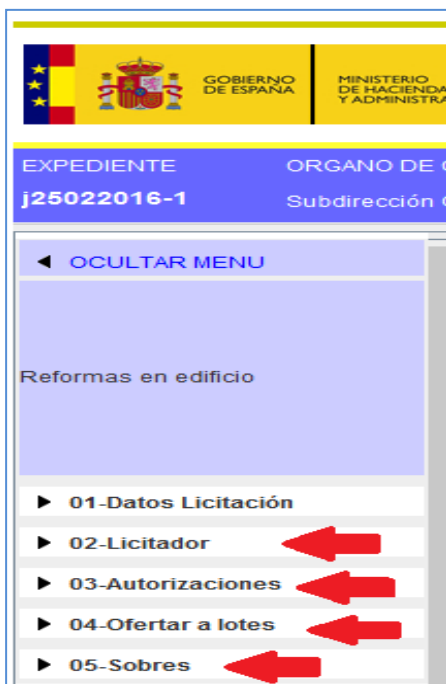 GOBIERNO
DE ESPAÑA
MINISTERIO
DE HACIENDA
Y ADMINISTRA
EXPEDIENTE
ORGANO DE
j25022016-1
Subdirección
OCULTAR MENU
Reformas en edificio
01-Datos Licitación
02-Licitador
03-Autorizaciones
04-Ofertar a lotes
05-Sobres